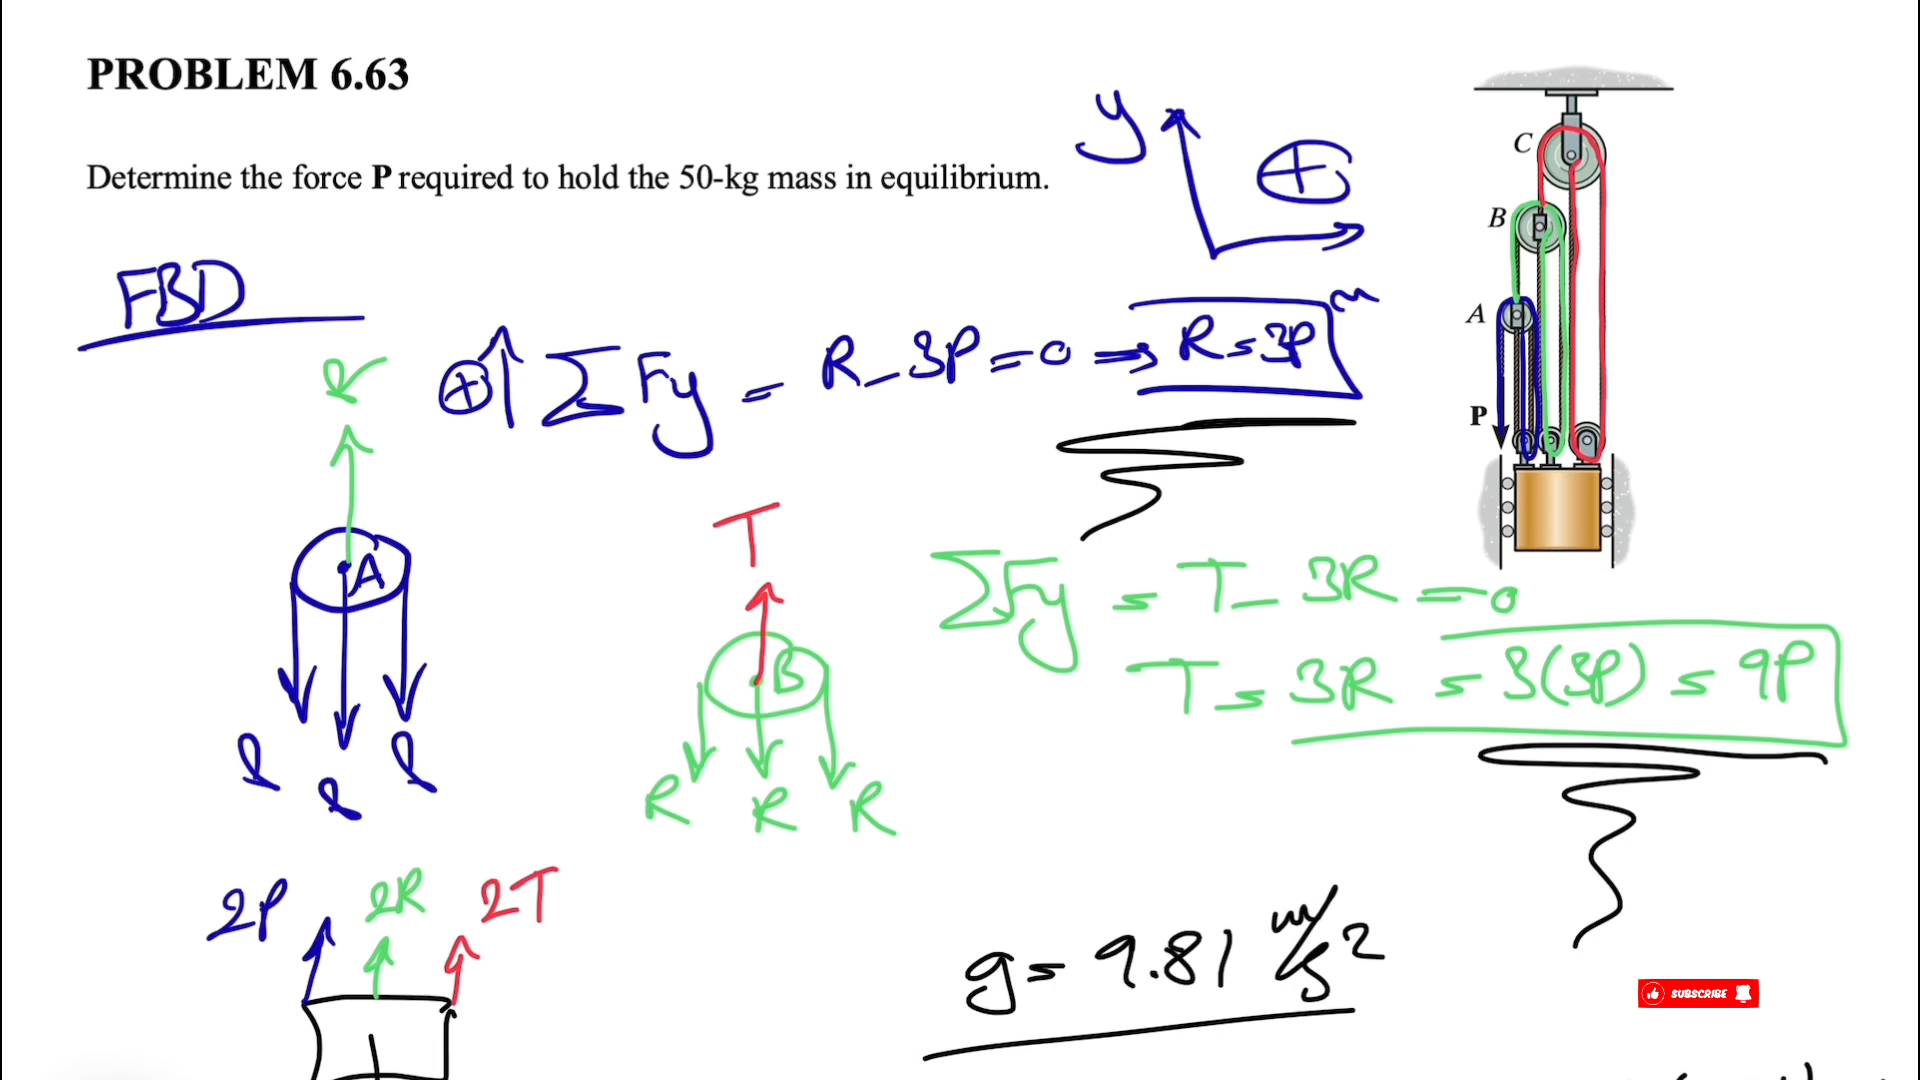 PROBLEM 6.63
Determine the force P required to hold the 50-kg mass in equilibrium.
y
+
C
B
A
P
FBD
R
+ ↑ ΣFy = R - 3P = 0 ⇒ R = 3P
A
P P P
T
B
R R R
ΣFy = T - 3R = 0
T = 3R = 3(3P) = 9P
2P 2R 2T
g = 9.81 m/s2
SUBSCRIBE